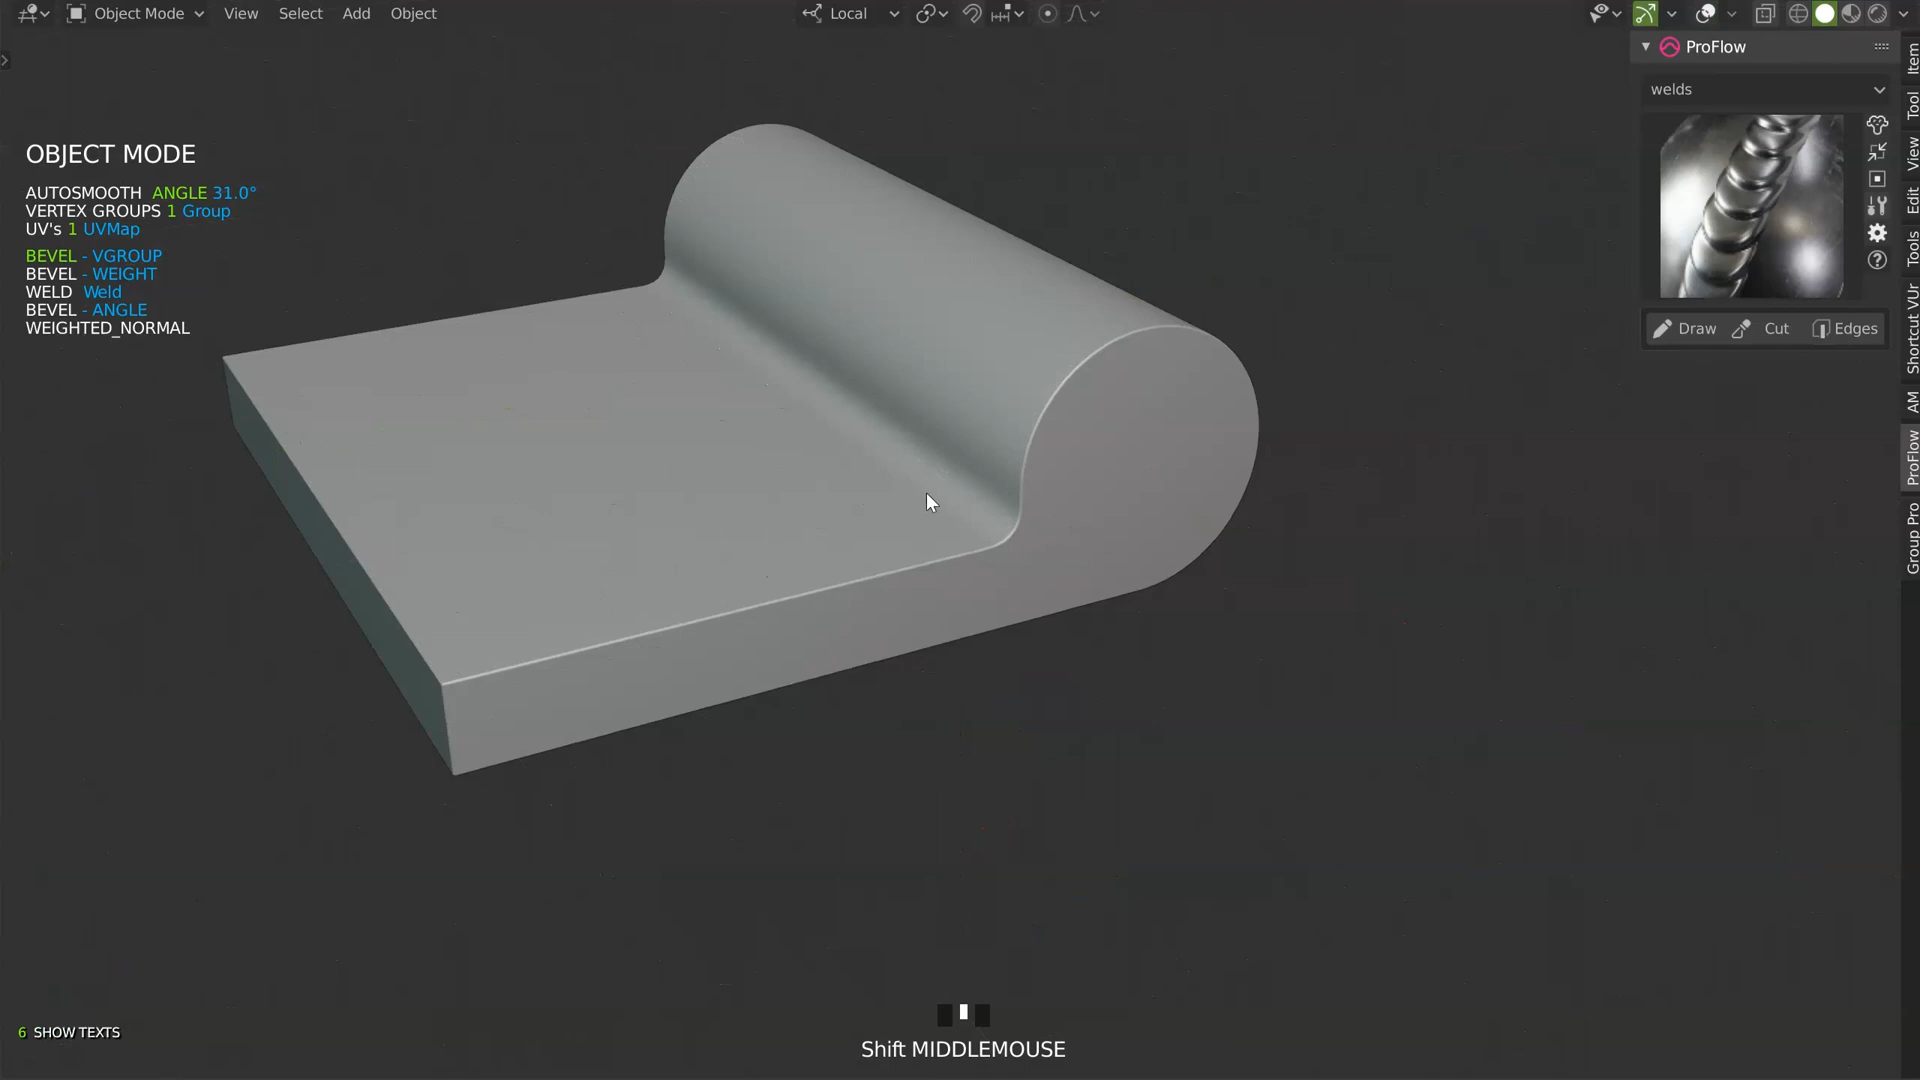 Object Mode View Select Add Object Local
ProFlow
welds
Draw Cut Edges
Item
Tool
View
Edit
Tools
Shortcut VUr
AM
ProFlow
Group Pro
OBJECT MODE
AUTOSMOOTH ANGLE 31.0°
VERTEX GROUPS 1 Group
UV's 1 UVMap
BEVEL - VGROUP
BEVEL - WEIGHT
WELD Weld
BEVEL - ANGLE
WEIGHTED_NORMAL
6 SHOW TEXTS
Shift MIDDLEMOUSE